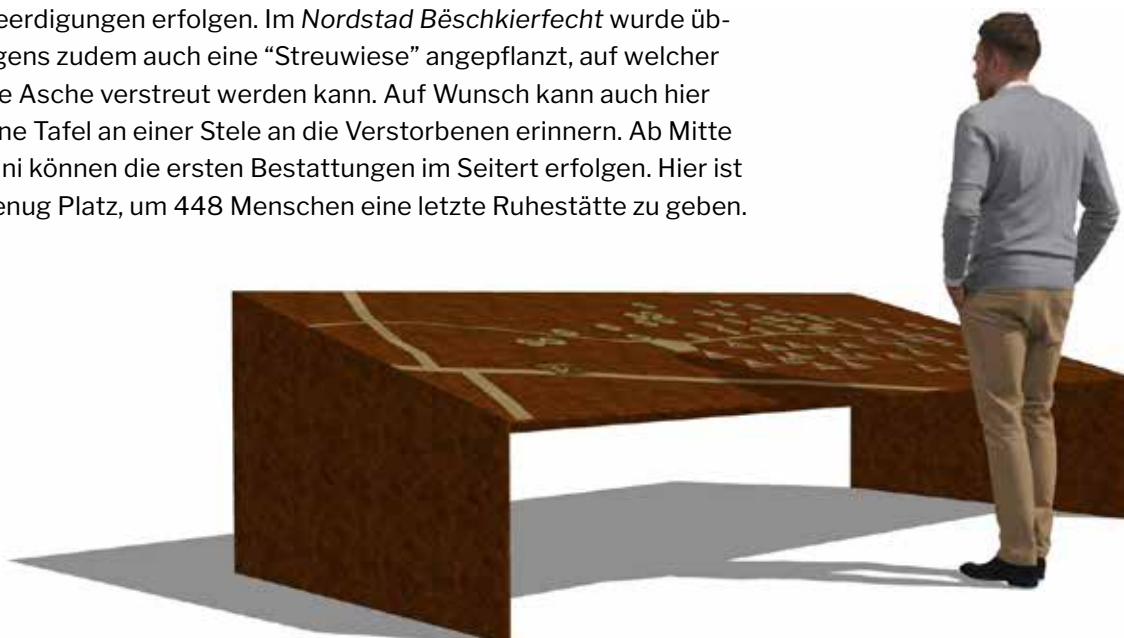 eerdigungen erfolgen. Im Nordstad Bëschkierfecht wurde üb-
gens zudem auch eine “Streuwiese” angepflanzt, auf welcher
e Asche verstreut werden kann. Auf Wunsch kann auch hier
ne Tafel an einer Stele an die Verstorbenen erinnern. Ab Mitte
ni können die ersten Bestattungen im Seitert erfolgen. Hier ist
enug Platz, um 448 Menschen eine letzte Ruhestätte zu geben.